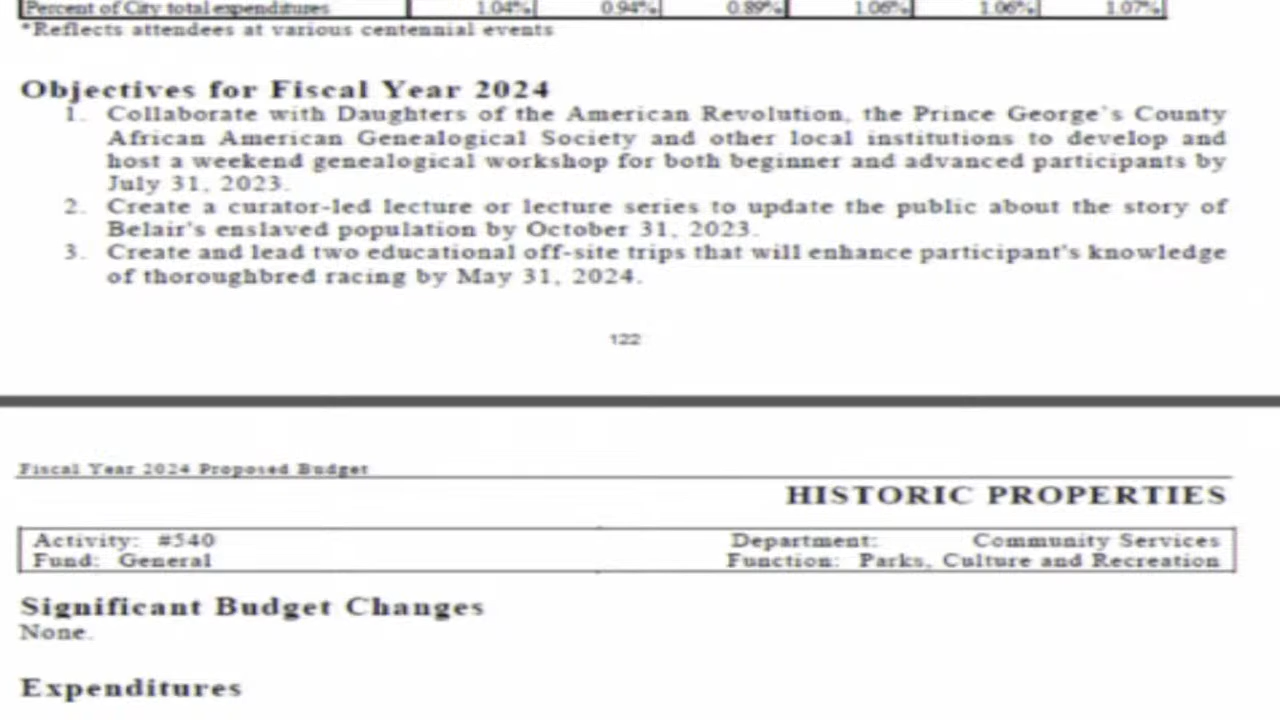 Percent of City total expenditures 1.04% 0.94% 0.89% 1.06% 1.06% 1.07%
*Reflects attendees at various centennial events
Objectives for Fiscal Year 2024
1. Collaborate with Daughters of the American Revolution, the Prince George's County
African American Genealogical Society and other local institutions to develop and
host a weekend genealogical workshop for both beginner and advanced participants by
July 31, 2023.
2. Create a curator-led lecture or lecture series to update the public about the story of
Belair's enslaved population by October 31, 2023.
3. Create and lead two educational off-site trips that will enhance participant's knowledge
of thoroughbred racing by May 31, 2024.
122
Fiscal Year 2024 Proposed Budget
HISTORIC PROPERTIES
Activity: #540 Department: Community Services
Fund: General Function: Parks, Culture and Recreation
Significant Budget Changes
None.
Expenditures